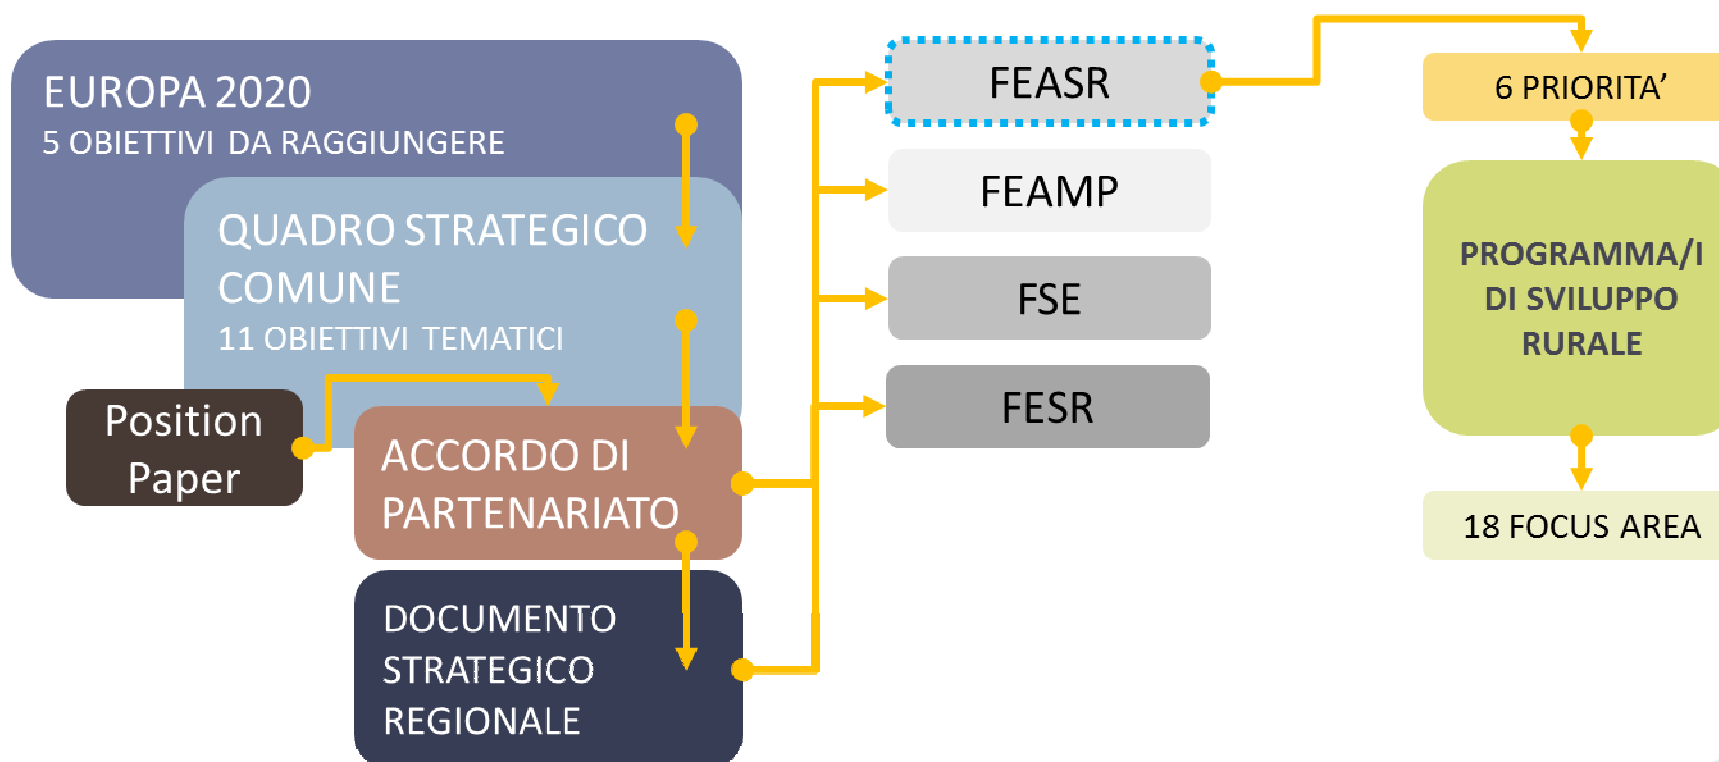 EUROPA 2020
5 OBIETTIVI DA RAGGIUNGERE
QUADRO STRATEGICO
COMUNE
11 OBIETTIVI TEMATICI
Position
Paper
ACCORDO DI
PARTENARIATO
DOCUMENTO
STRATEGICO
REGIONALE
FEASR
FEAMP
FSE
FESR
6 PRIORITA’
PROGRAMMA/I
DI SVILUPPO
RURALE
18 FOCUS AREA